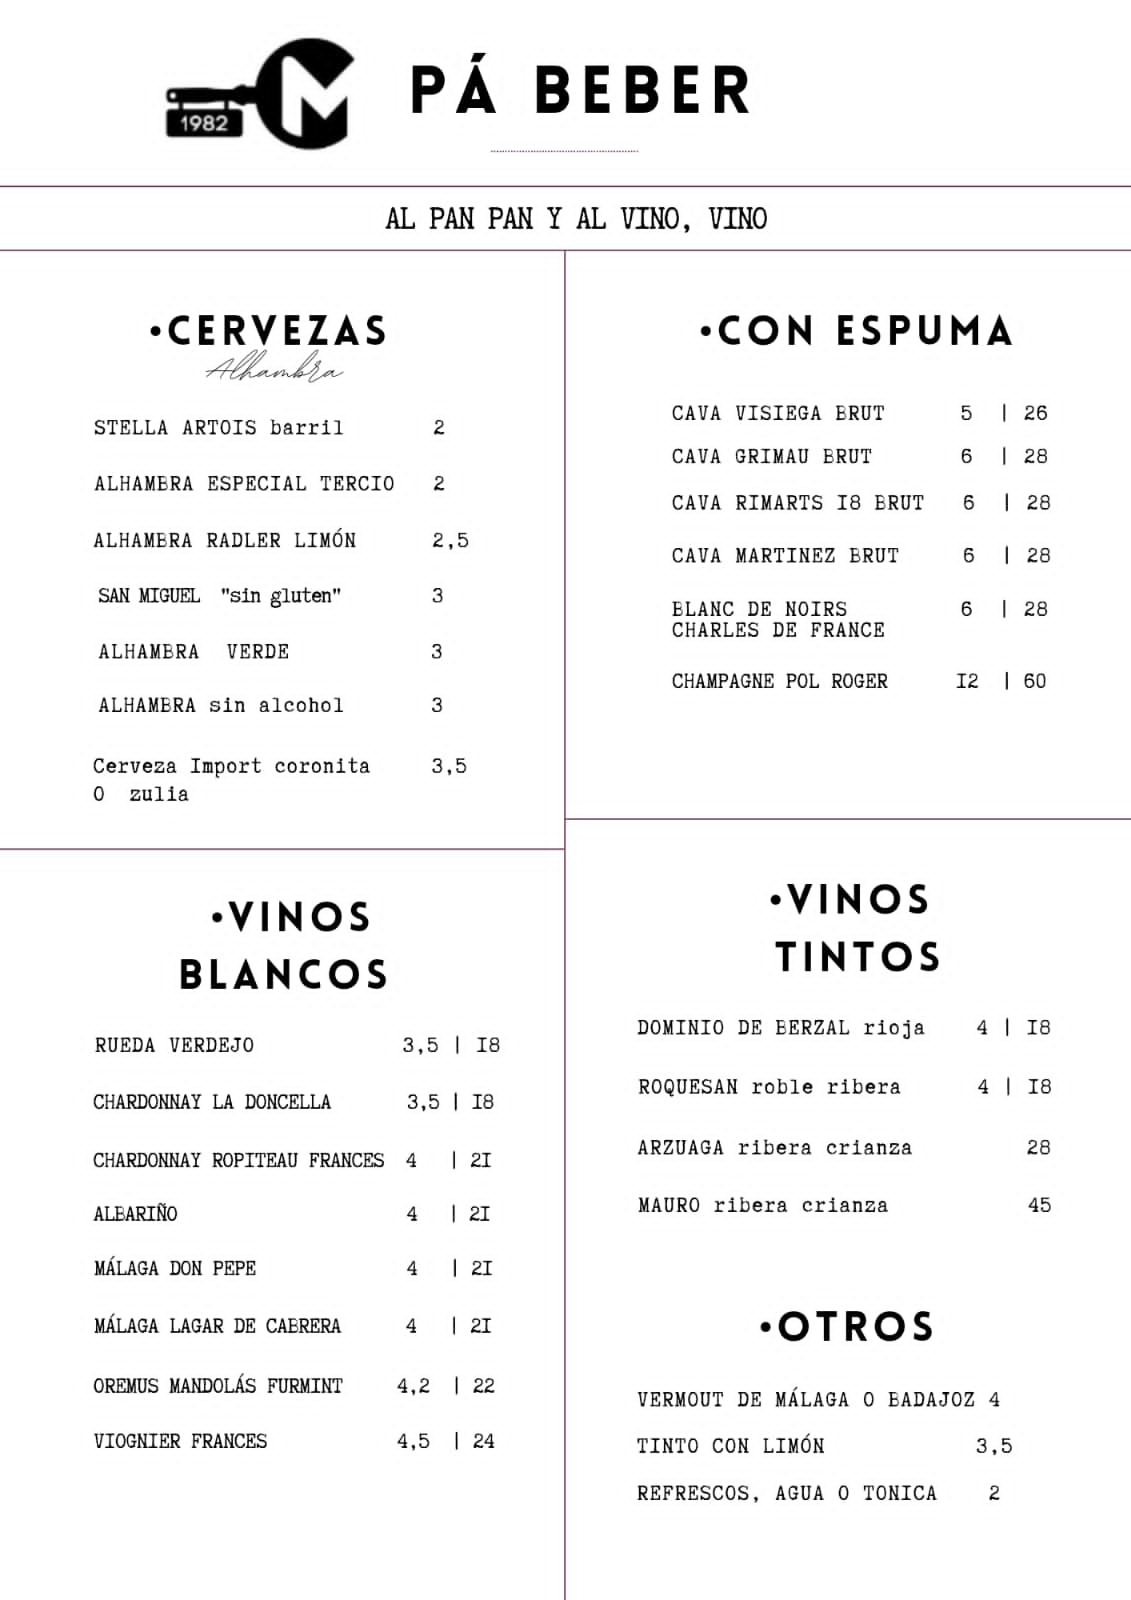 1982
PÁ BEBER
AL PAN PAN Y AL VINO, VINO
•CERVEZAS
Alhambra
STELLA ARTOIS barril 2
ALHAMBRA ESPECIAL TERCIO 2
ALHAMBRA RADLER LIMÓN 2,5
SAN MIGUEL "sin gluten" 3
ALHAMBRA VERDE 3
ALHAMBRA sin alcohol 3
Cerveza Import coronita 3,5
O zulia
•CON ESPUMA
CAVA VISIEGA BRUT 5 | 26
CAVA GRIMAU BRUT 6 | 28
CAVA RIMARTS I8 BRUT 6 | 28
CAVA MARTINEZ BRUT 6 | 28
BLANC DE NOIRS 6 | 28
CHARLES DE FRANCE
CHAMPAGNE POL ROGER I2 | 60
•VINOS
BLANCOS
RUEDA VERDEJO 3,5 | I8
CHARDONNAY LA DONCELLA 3,5 | I8
CHARDONNAY ROPITEAU FRANCES 4 | 2I
ALBARIÑO 4 | 2I
MÁLAGA DON PEPE 4 | 2I
MÁLAGA LAGAR DE CABRERA 4 | 2I
OREMUS MANDOLÁS FURMINT 4,2 | 22
VIOGNIER FRANCES 4,5 | 24
•VINOS
TINTOS
DOMINIO DE BERZAL rioja 4 | I8
ROQUESAN roble ribera 4 | I8
ARZUAGA ribera crianza 28
MAURO ribera crianza 45
•OTROS
VERMOUT DE MÁLAGA O BADAJOZ 4
TINTO CON LIMÓN 3,5
REFRESCOS, AGUA O TONICA 2